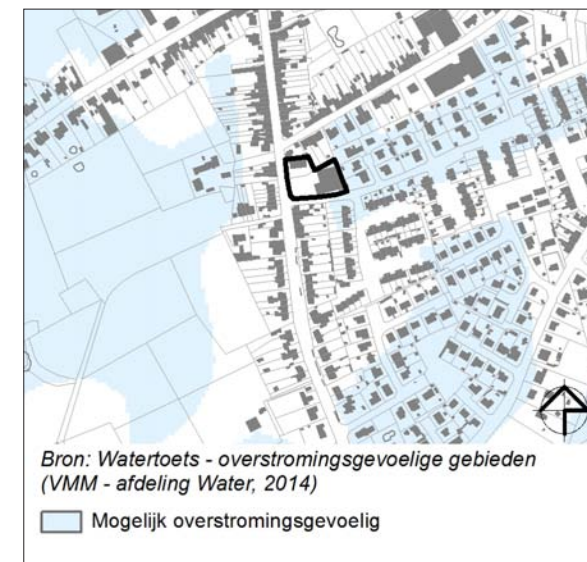 Bron: Watertoets - overstromingsgevoelige gebieden
(VMM - afdeling Water, 2014)
Mogelijk overstromingsgevoelig